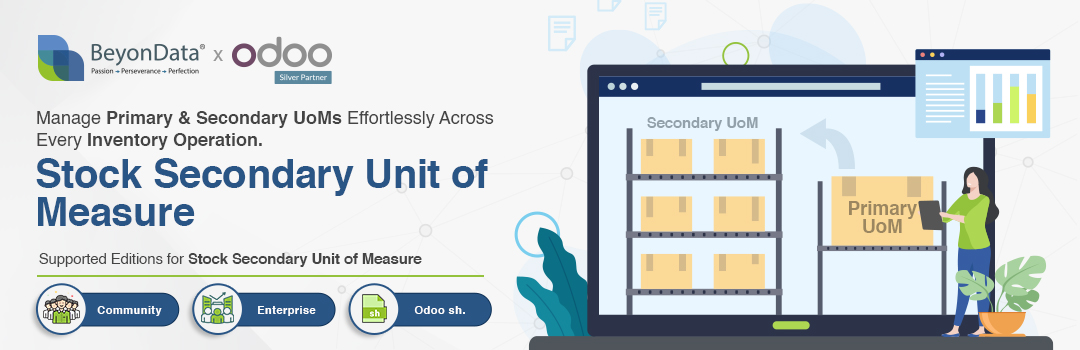 BeyonData® x odoo
Passion → Perseverance → Perfection
Silver Partner
Manage Primary & Secondary UoMs Effortlessly Across
Every Inventory Operation.
Stock Secondary Unit of
Measure
Supported Editions for Stock Secondary Unit of Measure
Community
Enterprise
sh
Odoo sh.
Secondary UoM
Primary
UoM